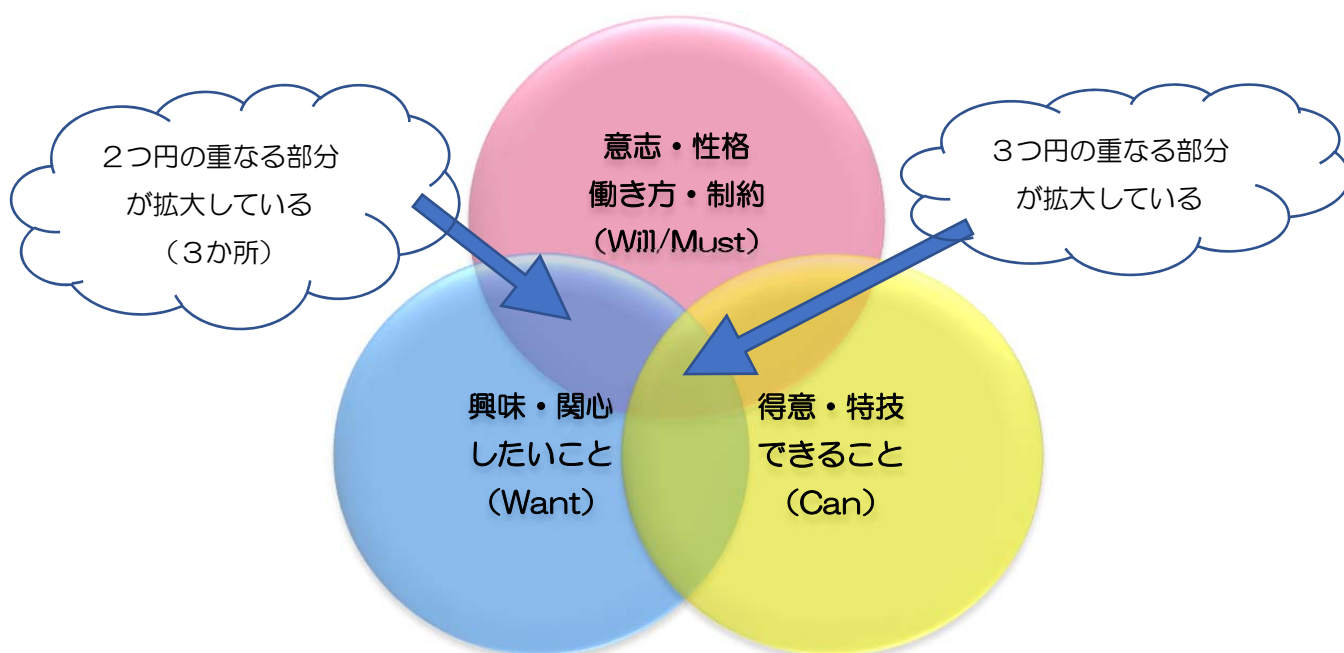 ２つ円の重なる部分
が拡大している
（３か所）
意志・性格
働き方・制約
（Will/Must）
３つ円の重なる部分
が拡大している
興味・関心
したいこと
（Want）
得意・特技
できること
（Can）